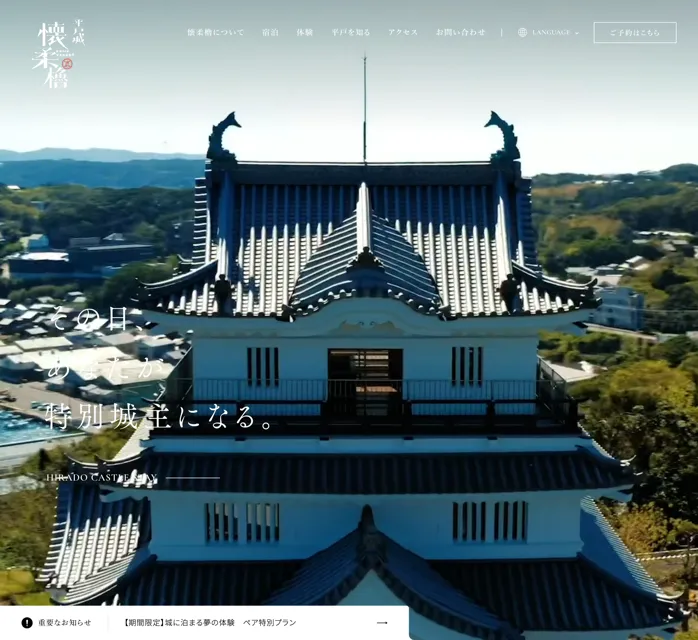 平戸城
懐柔櫓
懐柔櫓について
宿泊
体験
平戸を知る
アクセス
お問い合わせ
LANGUAGE
ご予約はこちら
その日、
あなたが
特別城主になる。
HIRADO CASTLE STAY
重要なお知らせ
【期間限定】城に泊まる夢の体験 ペア特別プラン